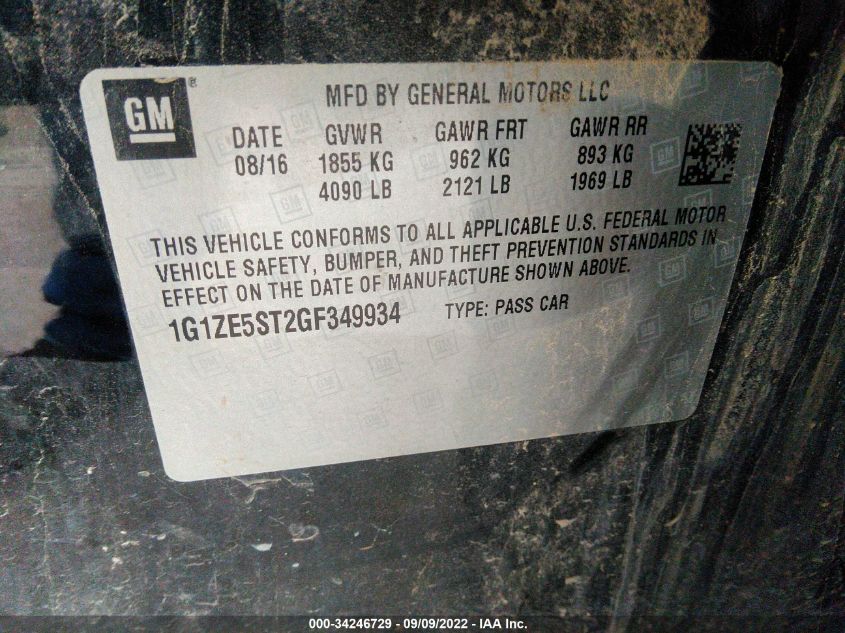 GM
MFD BY GENERAL MOTORS LLC
DATE GVWR GAWR FRT GAWR RR
08/16 1855 KG 962 KG 893 KG
4090 LB 2121 LB 1969 LB
THIS VEHICLE CONFORMS TO ALL APPLICABLE U.S. FEDERAL MOTOR
VEHICLE SAFETY, BUMPER, AND THEFT PREVENTION STANDARDS IN
EFFECT ON THE DATE OF MANUFACTURE SHOWN ABOVE.
1G1ZE5ST2GF349934 TYPE: PASS CAR
000-34246729 - 09/09/2022 - IAA Inc.